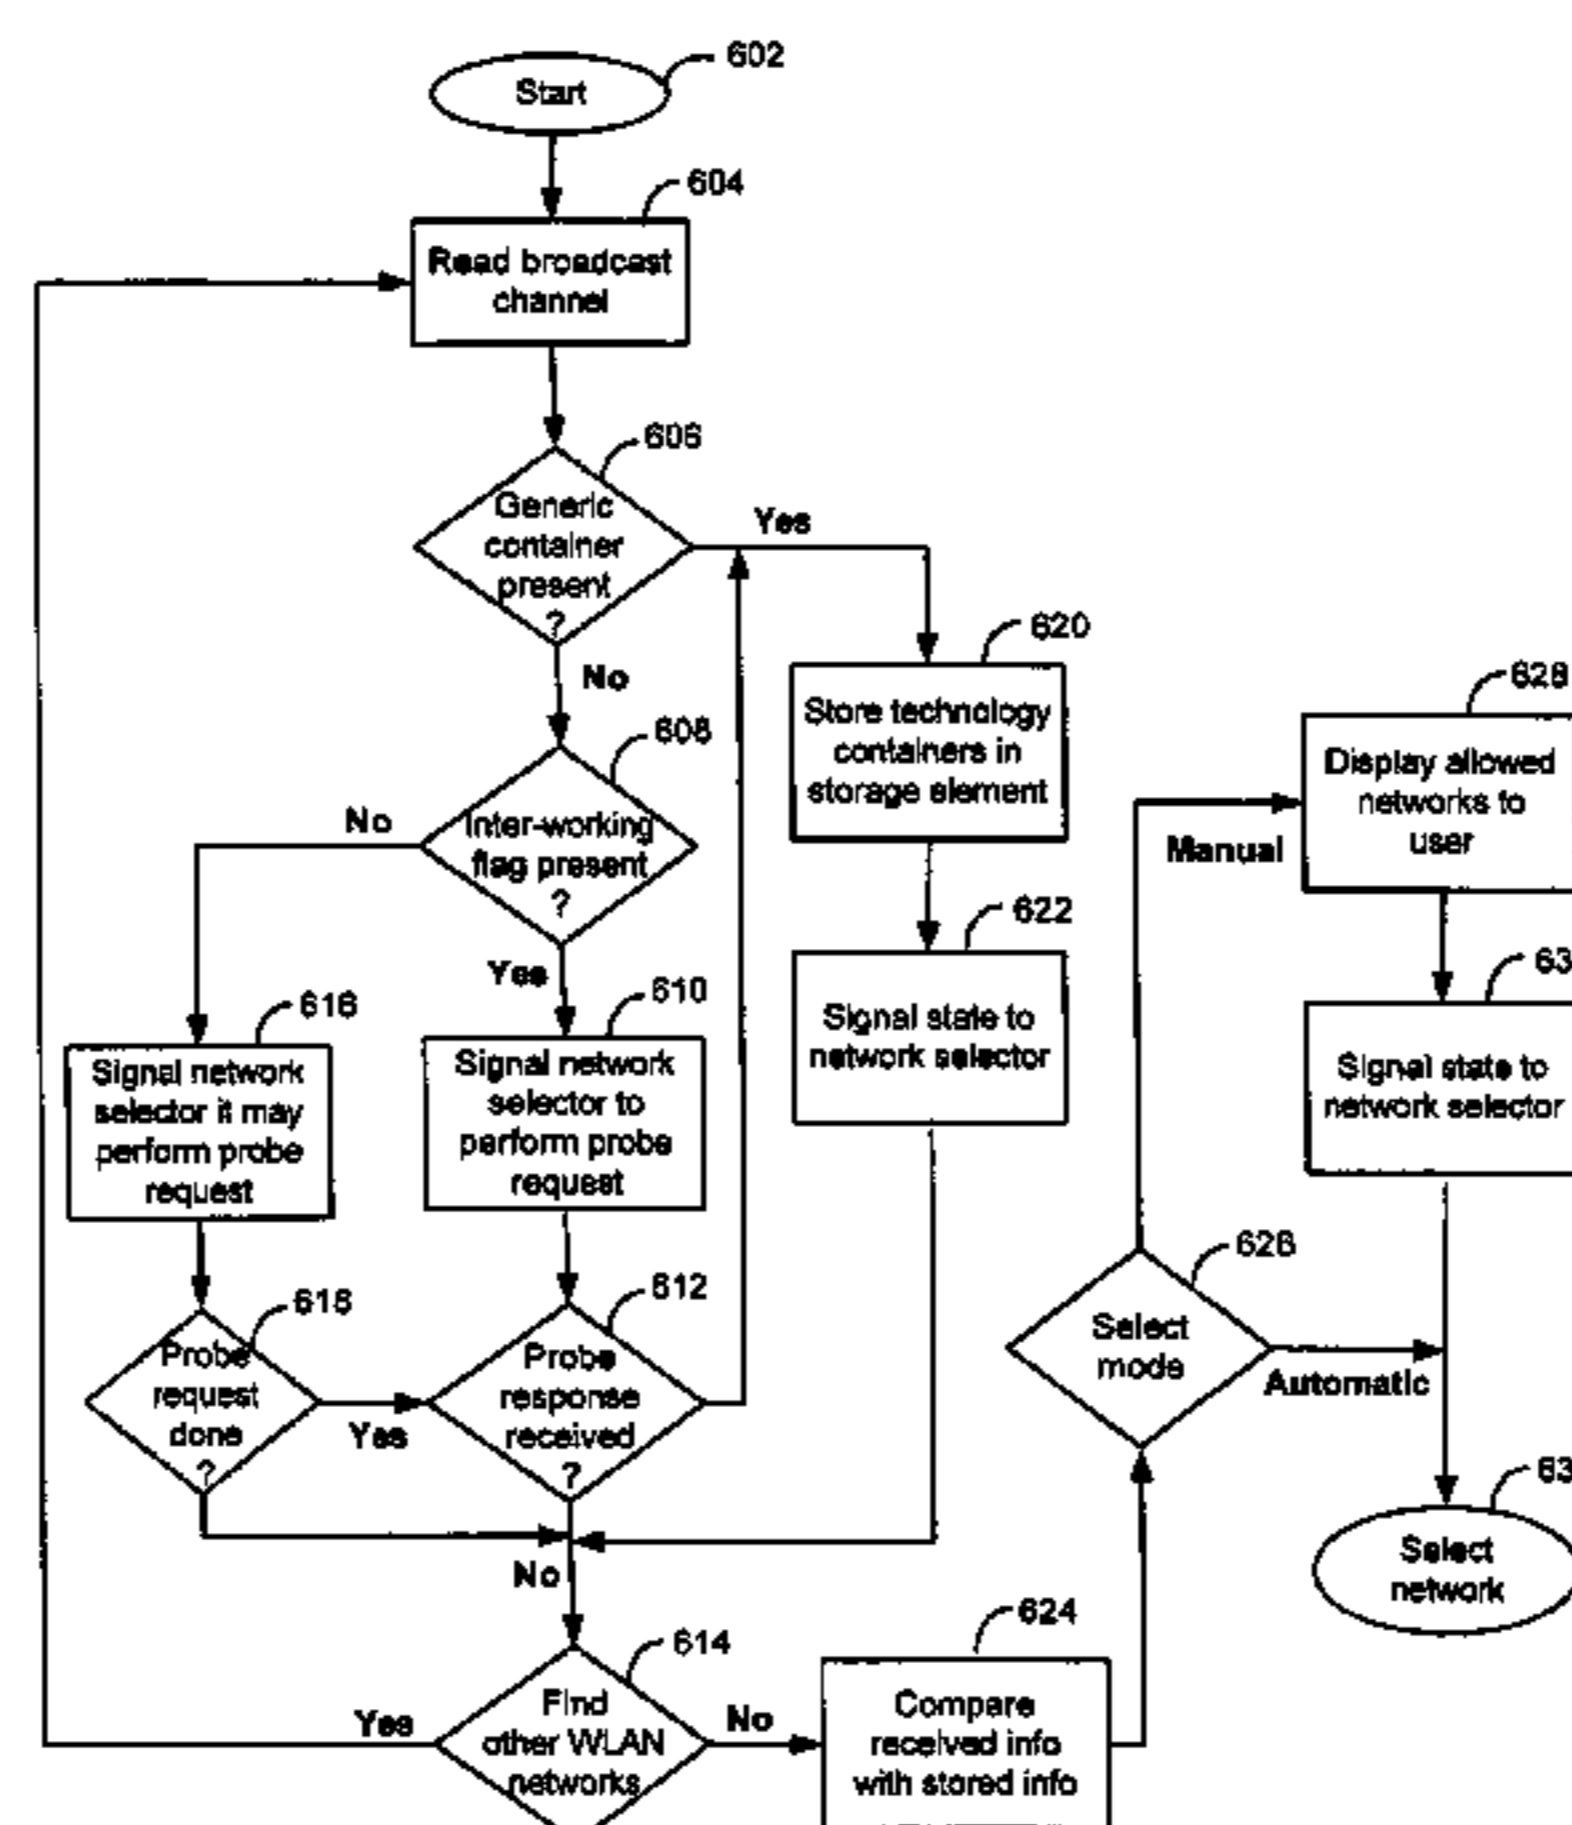 Start
602
604
Read broadcast
channel
606
Generic
container
present
?
Yes
No
620
Store technology
containers in
storage element
608
Inter-working
flag present
?
No
Yes
622
Signal state to
network selector
616
Signal network
selector it may
perform probe
request
610
Signal network
selector to
perform probe
request
618
Probe
request
done
?
Yes
612
Probe
response
received
?
No
614
Find
other WLAN
networks
Yes
No
624
Compare
received info
with stored info
626
Select
mode
Manual
Automatic
628
Display allowed
networks to
user
63
Signal state to
network selector
63
Select
network